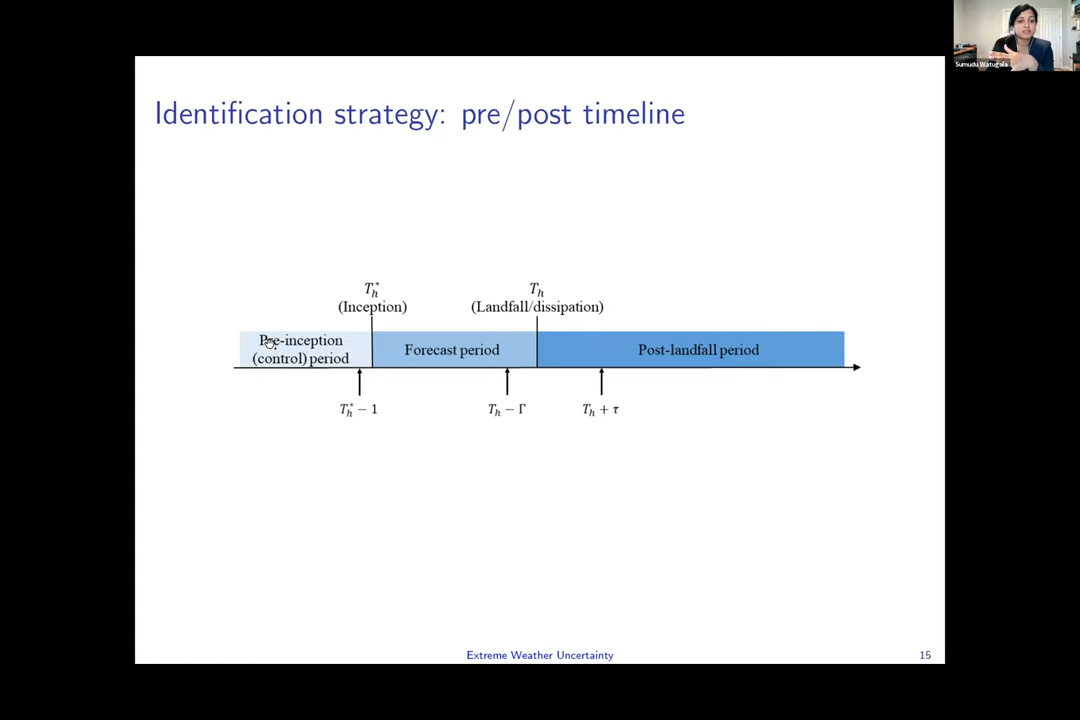 Sumudu Watugala
Identification strategy: pre/post timeline
T*h
(Inception)
Th
(Landfall/dissipation)
Pre-inception
(control) period
Forecast period
Post-landfall period
T*h − 1
Th − Γ
Th + τ
Extreme Weather Uncertainty
15